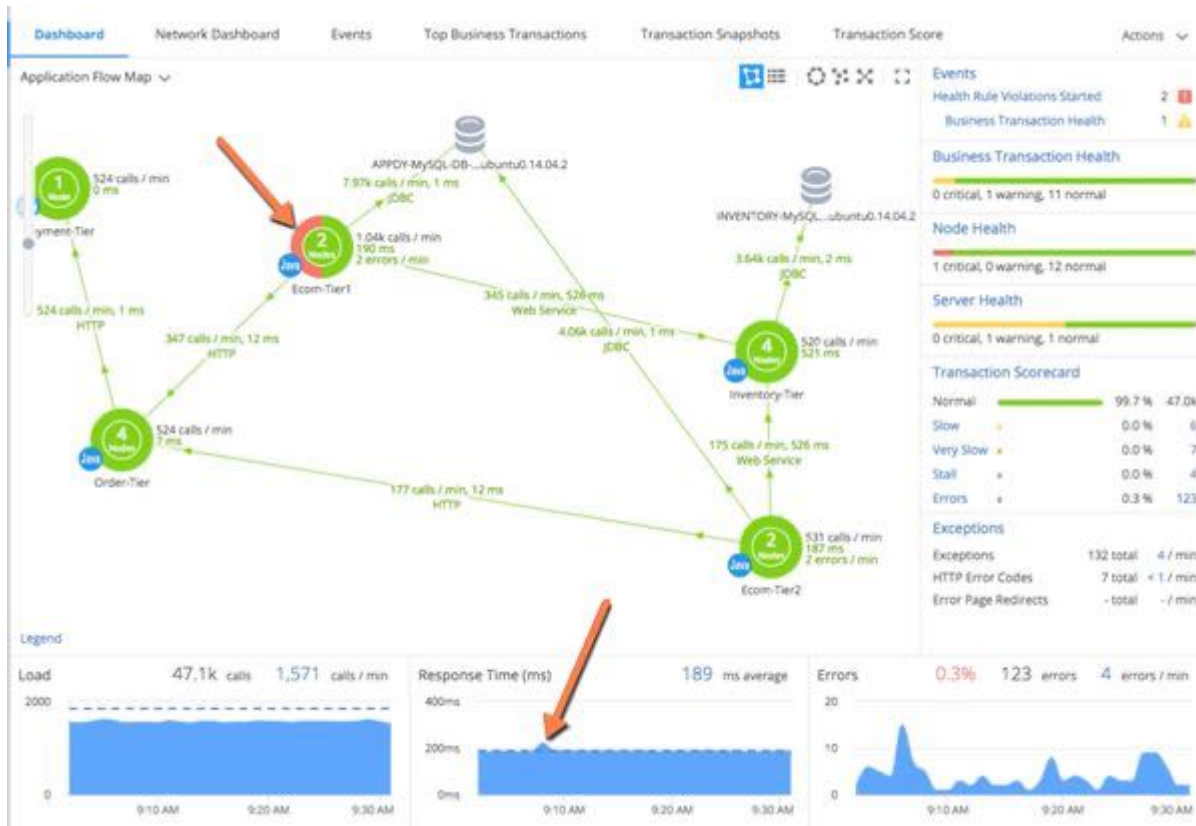 Dashboard
Network Dashboard
Events
Top Business Transactions
Transaction Snapshots
Transaction Score
Actions
Application Flow Map
1
Node
524 calls / min
0 ms
yment-Tier
APPDY-MySQL-DB-...ubuntu0.14.04.2
7.97k calls / min, 1 ms
JDBC
2
Nodes
Java
1.04k calls / min
190 ms
2 errors / min
Ecom-Tier1
INVENTORY-MySQL...ubuntu0.14.04.2
3.64k calls / min, 2 ms
JDBC
345 calls / min, 526 ms
Web Service
524 calls / min, 1 ms
HTTP
347 calls / min, 12 ms
HTTP
4.06k calls / min, 1 ms
JDBC
4
Nodes
Java
520 calls / min
521 ms
Inventory-Tier
4
Nodes
Java
524 calls / min
7 ms
Order-Tier
175 calls / min, 526 ms
Web Service
177 calls / min, 12 ms
HTTP
2
Nodes
Java
531 calls / min
187 ms
2 errors / min
Ecom-Tier2
Legend
Events
Health Rule Violations Started 2
Business Transaction Health 1
Business Transaction Health
0 critical, 1 warning, 11 normal
Node Health
1 critical, 0 warning, 12 normal
Server Health
0 critical, 1 warning, 1 normal
Transaction Scorecard
Normal 99.7 % 47.0k
Slow 0.0 % 6
Very Slow 0.0 % 7
Stall 0.0 % 4
Errors 0.3 % 123
Exceptions
Exceptions 132 total 4 / min
HTTP Error Codes 7 total < 1 / min
Error Page Redirects - total - / min
Load 47.1k calls 1,571 calls / min
2000
0
9:10 AM 9:20 AM 9:30 AM
Response Time (ms) 189 ms average
400ms
200ms
0ms
9:10 AM 9:20 AM 9:30 AM
Errors 0.3% 123 errors 4 errors / min
20
10
0
9:10 AM 9:20 AM 9:30 AM